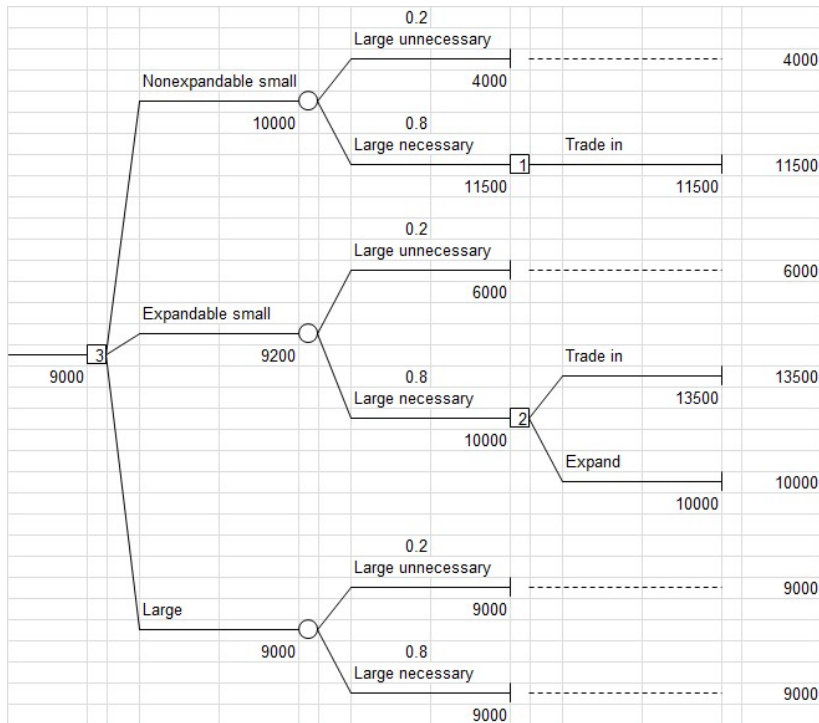 0.2
Large unnecessary
4000
4000
Nonexpandable small
10000
0.8
Large necessary
1
Trade in
11500
11500
11500
0.2
Large unnecessary
6000
6000
Expandable small
3
9000
9200
Trade in
13500
13500
0.8
Large necessary
2
10000
Expand
10000
10000
0.2
Large unnecessary
9000
9000
Large
9000
0.8
Large necessary
9000
9000